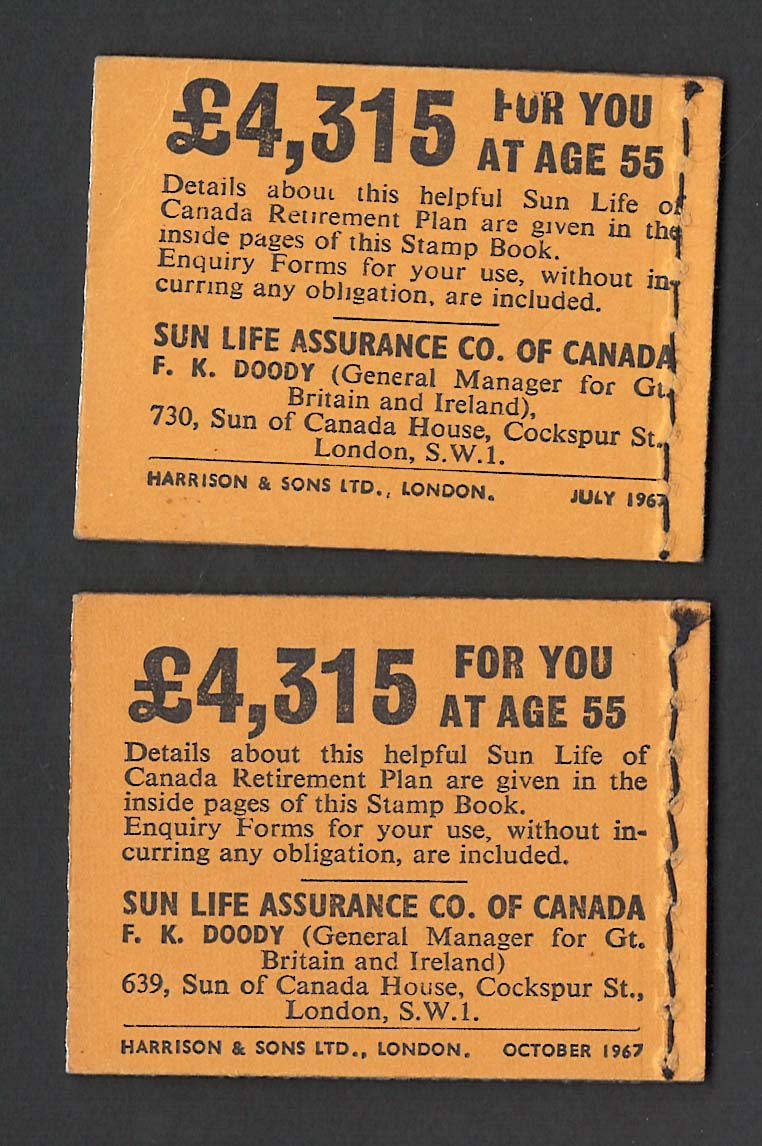 £4,315 FOR YOU
AT AGE 55
Details about this helpful Sun Life of
Canada Retirement Plan are given in the
inside pages of this Stamp Book.
Enquiry Forms for your use, without in-
curring any obligation, are included.
SUN LIFE ASSURANCE CO. OF CANADA
F. K. DOODY (General Manager for Gt.
Britain and Ireland),
730, Sun of Canada House, Cockspur St.,
London, S.W.1.
HARRISON & SONS LTD., LONDON. JULY 1967
£4,315 FOR YOU
AT AGE 55
Details about this helpful Sun Life of
Canada Retirement Plan are given in the
inside pages of this Stamp Book.
Enquiry Forms for your use, without in-
curring any obligation, are included.
SUN LIFE ASSURANCE CO. OF CANADA
F. K. DOODY (General Manager for Gt.
Britain and Ireland)
639, Sun of Canada House, Cockspur St.,
London, S.W.1.
HARRISON & SONS LTD., LONDON. OCTOBER 1967